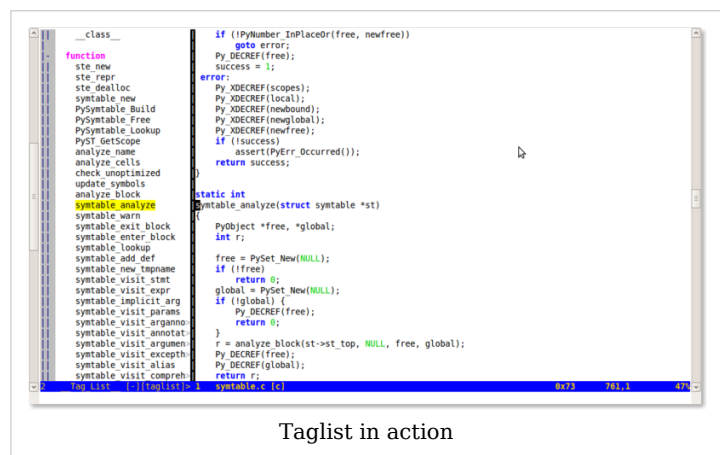 __class__
function
ste_new
ste_repr
ste_dealloc
symtable_new
PySymtable_Build
PySymtable_Free
PySymtable_Lookup
PyST_GetScope
analyze_name
analyze_cells
check_unoptimized
update_symbols
analyze_block
symtable_analyze
symtable_warn
symtable_exit_block
symtable_enter_block
symtable_lookup
symtable_add_def
symtable_new_tmpname
symtable_visit_stmt
symtable_visit_expr
symtable_implicit_arg
symtable_visit_params
symtable_visit_arganno>
symtable_visit_annotat>
symtable_visit_argumen>
symtable_visit_excepth>
symtable_visit_alias
symtable_visit_compreh>
if (!PyNumber_InPlaceOr(free, newfree))
goto error;
Py_DECREF(free);
success = 1;
error:
Py_XDECREF(scopes);
Py_XDECREF(local);
Py_XDECREF(newbound);
Py_XDECREF(newglobal);
Py_XDECREF(newfree);
if (!success)
assert(PyErr_Occurred());
return success;
}
static int
symtable_analyze(struct symtable *st)
{
PyObject *free, *global;
int r;
free = PySet_New(NULL);
if (!free)
return 0;
global = PySet_New(NULL);
if (!global) {
Py_DECREF(free);
return 0;
}
r = analyze_block(st->st_top, NULL, free, global);
Py_DECREF(free);
Py_DECREF(global);
return r;
2 __Tag_List__ [-][taglist]> 1 symtable.c [c] 0x73 761,1 47%
Taglist in action